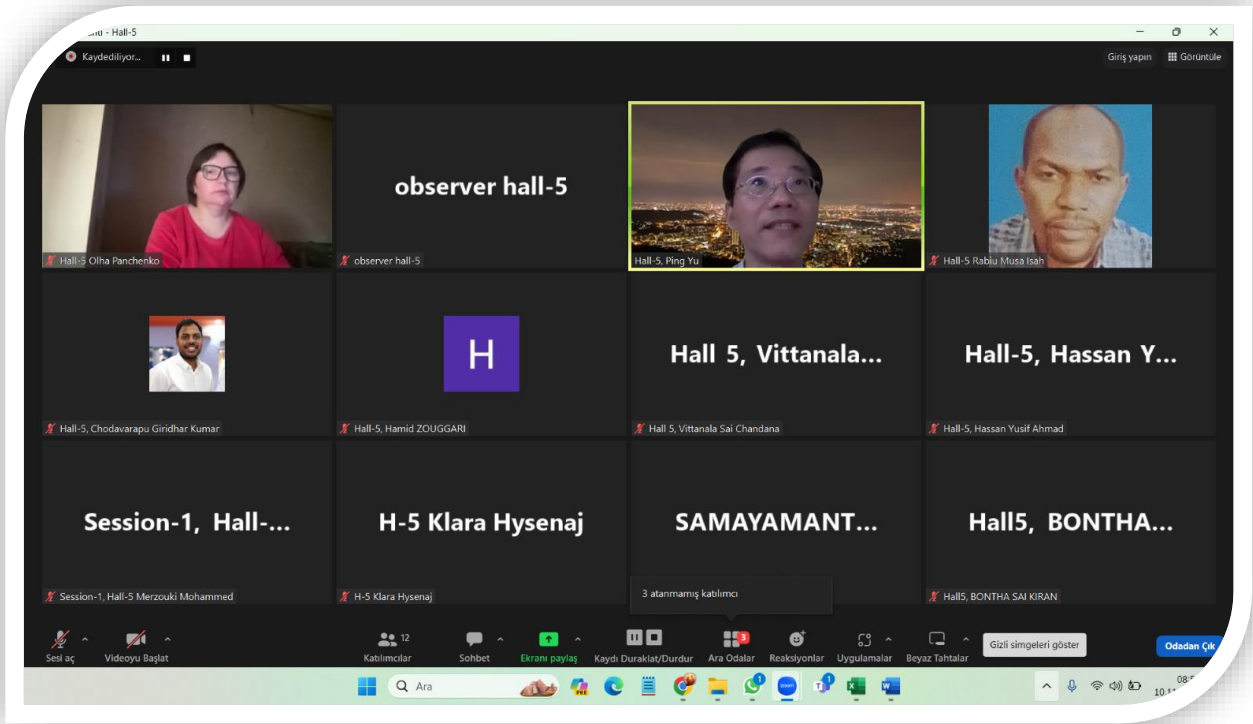 - Hall-5
Kaydediliyor...
Giriş yapın
Görüntüle
Hall-5 Olha Panchenko
observer hall-5
observer hall-5
Hall-5, Ping Yu
Hall-5 Rabiu Musa Isah
Hall-5, Chodavarapu Giridhar Kumar
H
Hall-5, Hamid ZOUGGARI
Hall 5, Vittanala...
Hall 5, Vittanala Sai Chandana
Hall-5, Hassan Y...
Hall-5, Hassan Yusif Ahmad
Session-1, Hall-...
Session-1, Hall-5 Merzouki Mohammed
H-5 Klara Hysenaj
H-5 Klara Hysenaj
SAMAYAMANT...
3 atanmamış katılımcı
Hall5, BONTHA...
Hall5, BONTHA SAI KIRAN
Sesi aç
Videoyu Başlat
12
Katılımcılar
Sohbet
Ekranı paylaş
Kaydı Duraklat/Durdur
3
Ara Odalar
Reaksiyonlar
Uygulamalar
Beyaz Tahtalar
Gizli simgeleri göster
Odadan Çık
Ara
PRE
1
zoom
1